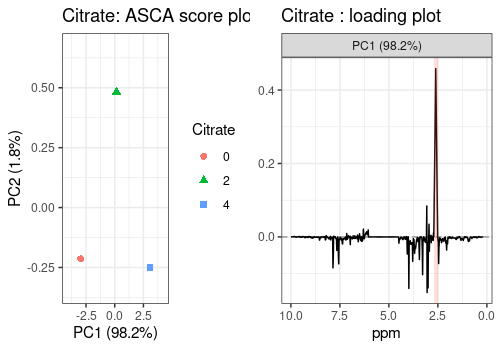 Citrate: ASCA score plo
PC2 (1.8%)
0.50
0.25
0.00
-0.25
-2.5 0.0 2.5
PC1 (98.2%)
Citrate
0
2
4
Citrate : loading plot
PC1 (98.2%)
0.4
0.2
0.0
10.0 7.5 5.0 2.5 0.0
ppm